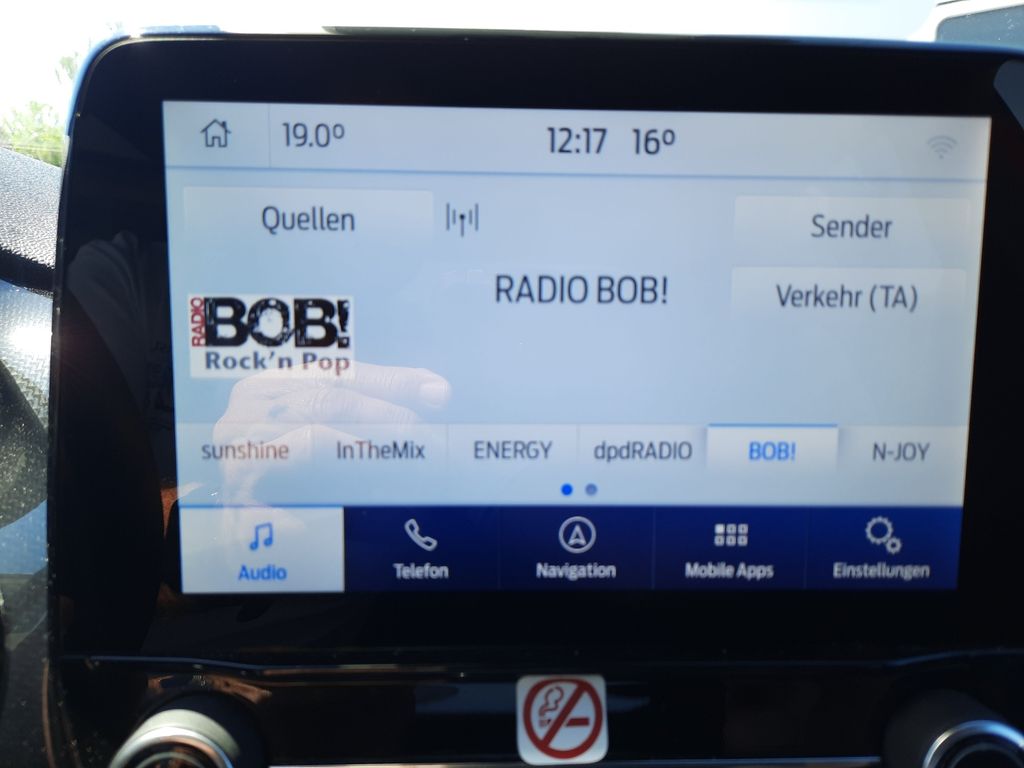 19.0º 12:17 16º
Quellen
Sender
RADIO BOB!
Verkehr (TA)
RADIO BOB!
Rock'n Pop
sunshine InTheMix ENERGY dpdRADIO BOB! N-JOY
Audio Telefon Navigation Mobile Apps Einstellungen